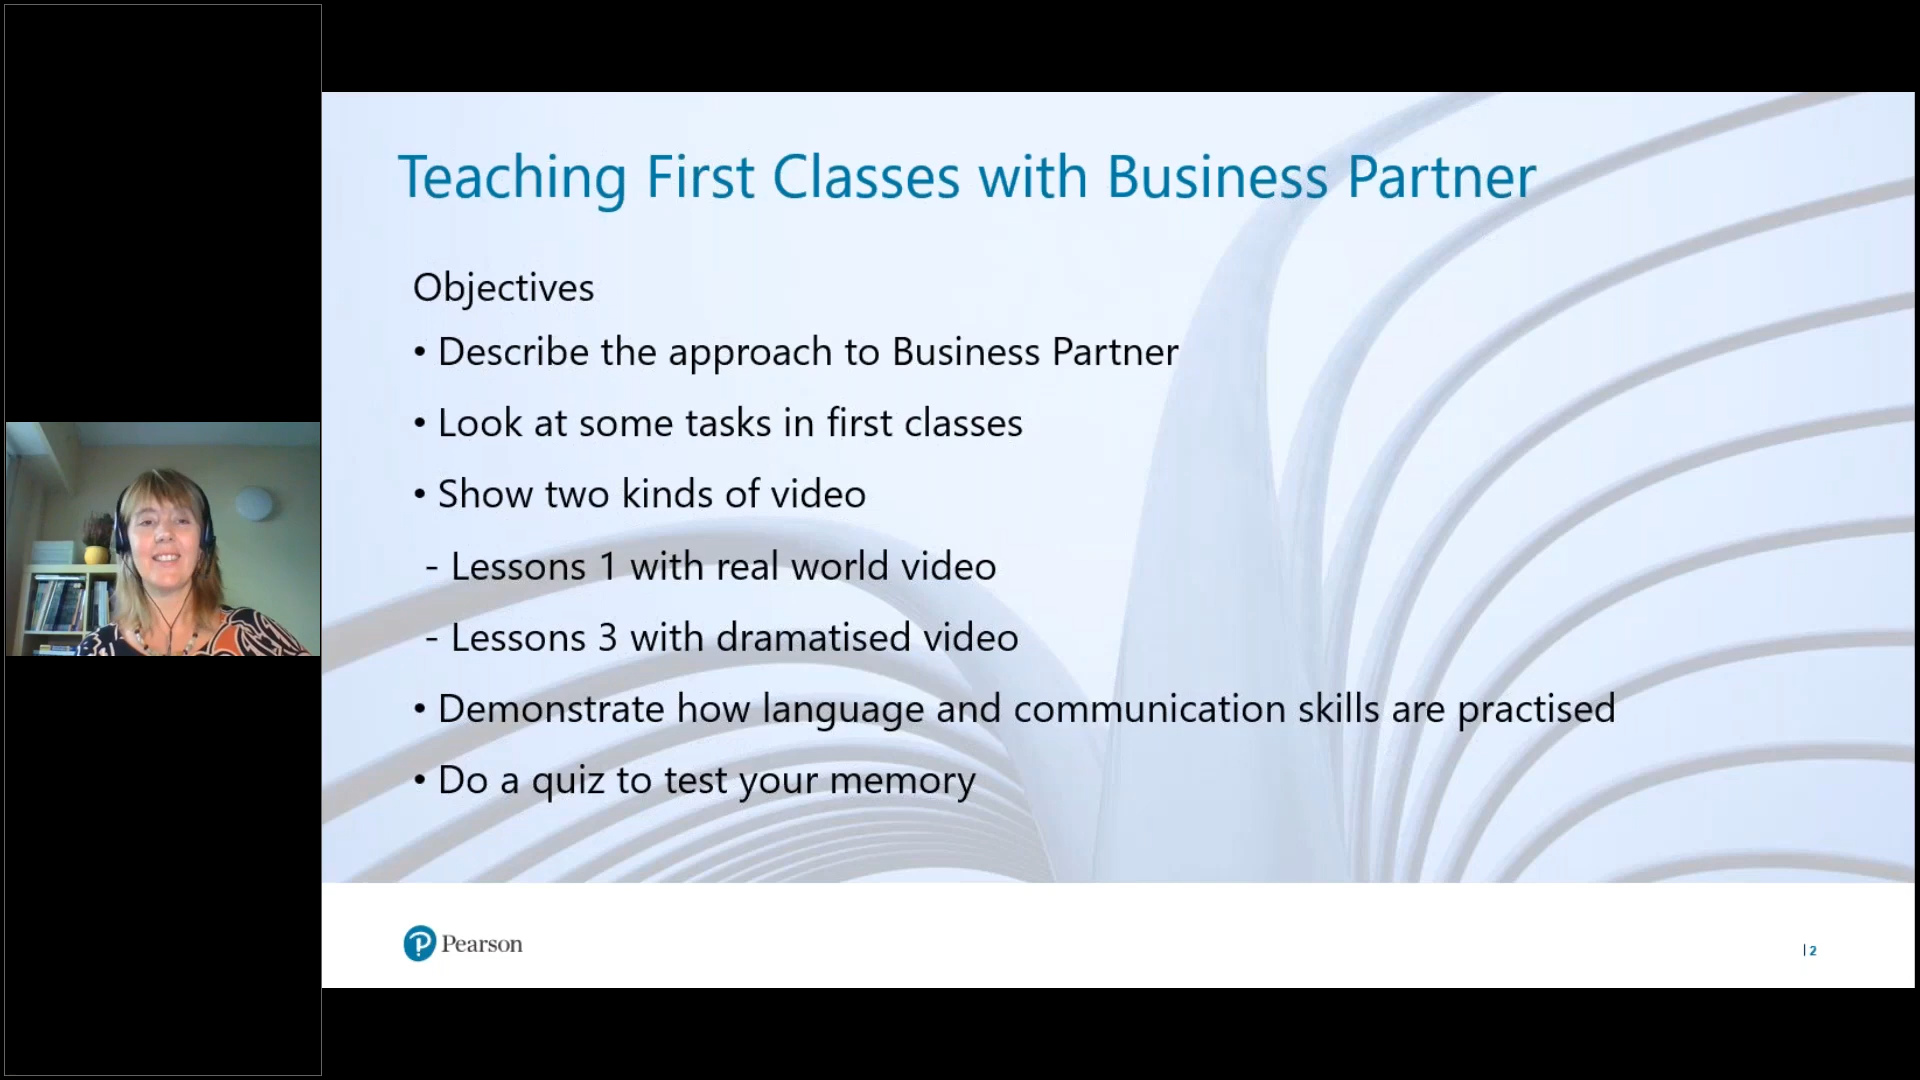 Teaching First Classes with Business Partner
Objectives
• Describe the approach to Business Partner
• Look at some tasks in first classes
• Show two kinds of video
- Lessons 1 with real world video
- Lessons 3 with dramatised video
• Demonstrate how language and communication skills are practised
• Do a quiz to test your memory
Pearson
| 2